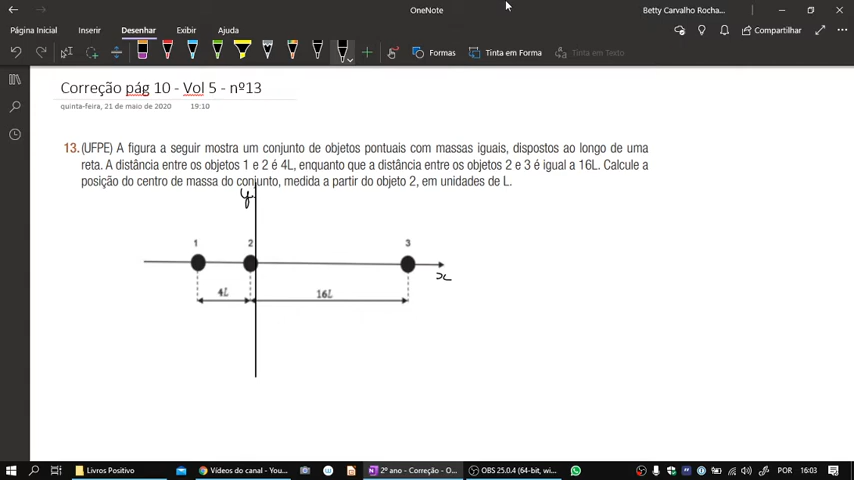 OneNote
Betty Carvalho Rocha...
Página Inicial
Inserir
Desenhar
Exibir
Ajuda
Compartilhar
Formas
Tinta em Forma
Tinta em Texto
Correção pág 10 - Vol 5 - nº13
quinta-feira, 21 de maio de 2020 19:10
13. (UFPE) A figura a seguir mostra um conjunto de objetos pontuais com massas iguais, dispostos ao longo de uma
reta. A distância entre os objetos 1 e 2 é 4L, enquanto que a distância entre os objetos 2 e 3 é igual a 16L. Calcule a
posição do centro de massa do conjunto, medida a partir do objeto 2, em unidades de L.
y
1
2
3
x
4L
16L
Livros Positivo
Vídeos do canal - You...
2º ano - Correção - O...
OBS 25.0.4 (64-bit, wi...
POR
16:03